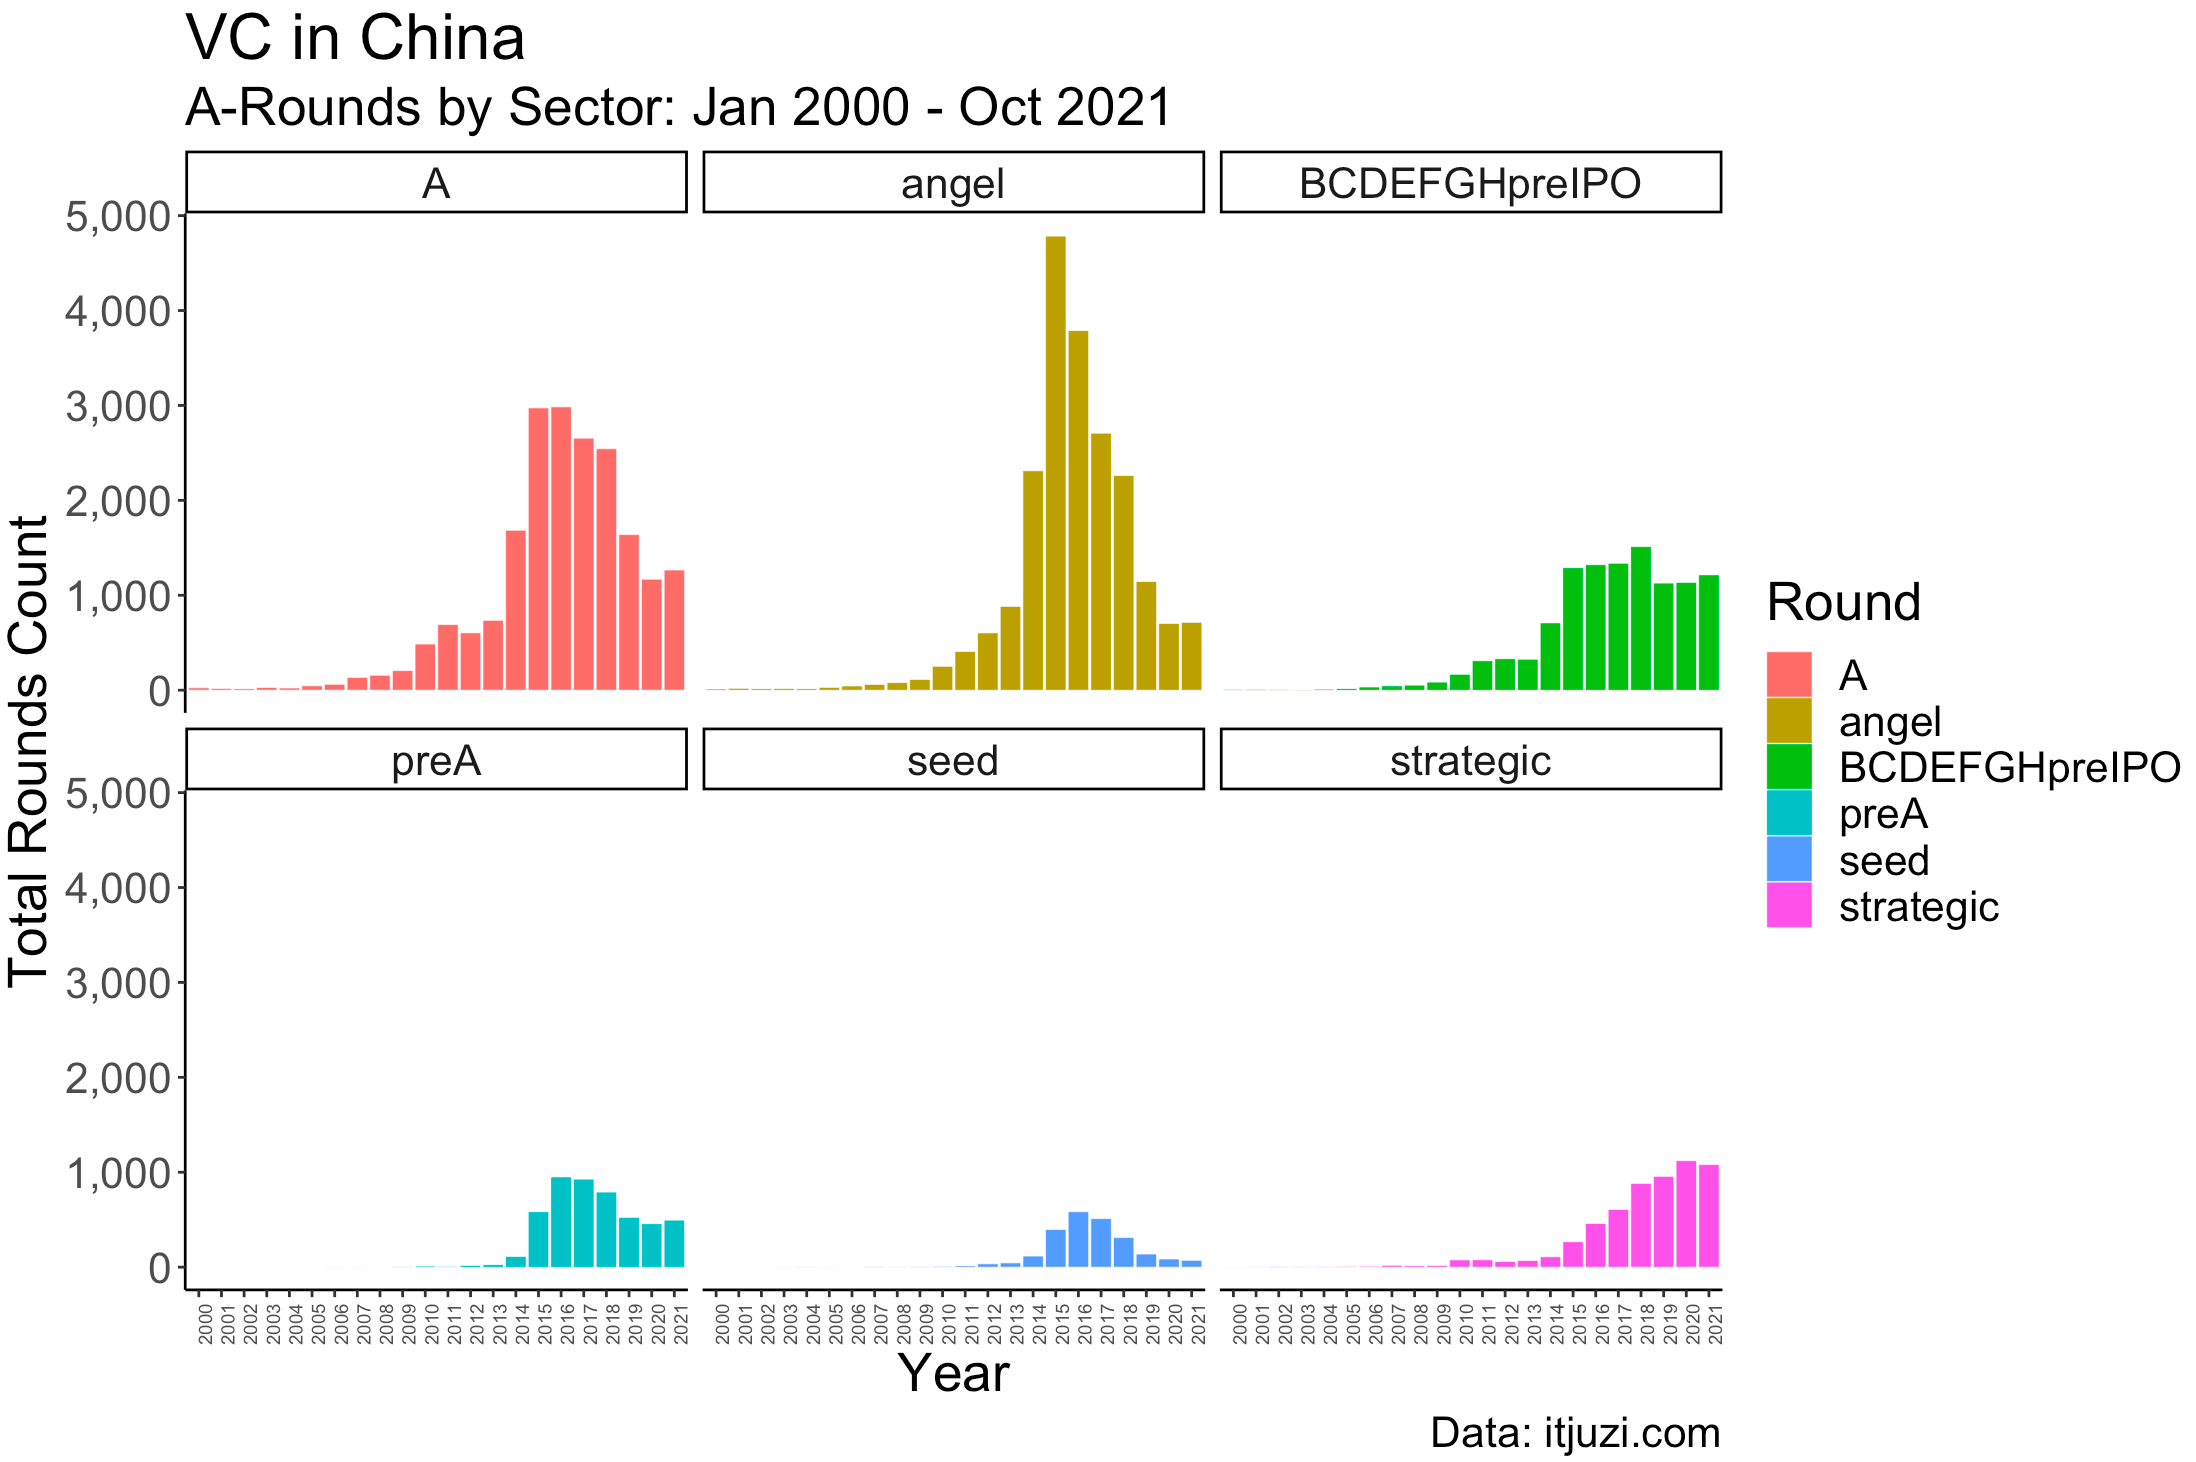 VC in China
A-Rounds by Sector: Jan 2000 - Oct 2021
A
angel
BCDEFGHpreIPO
5,000
4,000
3,000
2,000
1,000
0
preA
seed
strategic
5,000
4,000
3,000
2,000
1,000
0
Total Rounds Count
2000 2001 2002 2003 2004 2005 2006 2007 2008 2009 2010 2011 2012 2013 2014 2015 2016 2017 2018 2019 2020 2021
2000 2001 2002 2003 2004 2005 2006 2007 2008 2009 2010 2011 2012 2013 2014 2015 2016 2017 2018 2019 2020 2021
2000 2001 2002 2003 2004 2005 2006 2007 2008 2009 2010 2011 2012 2013 2014 2015 2016 2017 2018 2019 2020 2021
Year
Round
A
angel
BCDEFGHpreIPO
preA
seed
strategic
Data: itjuzi.com